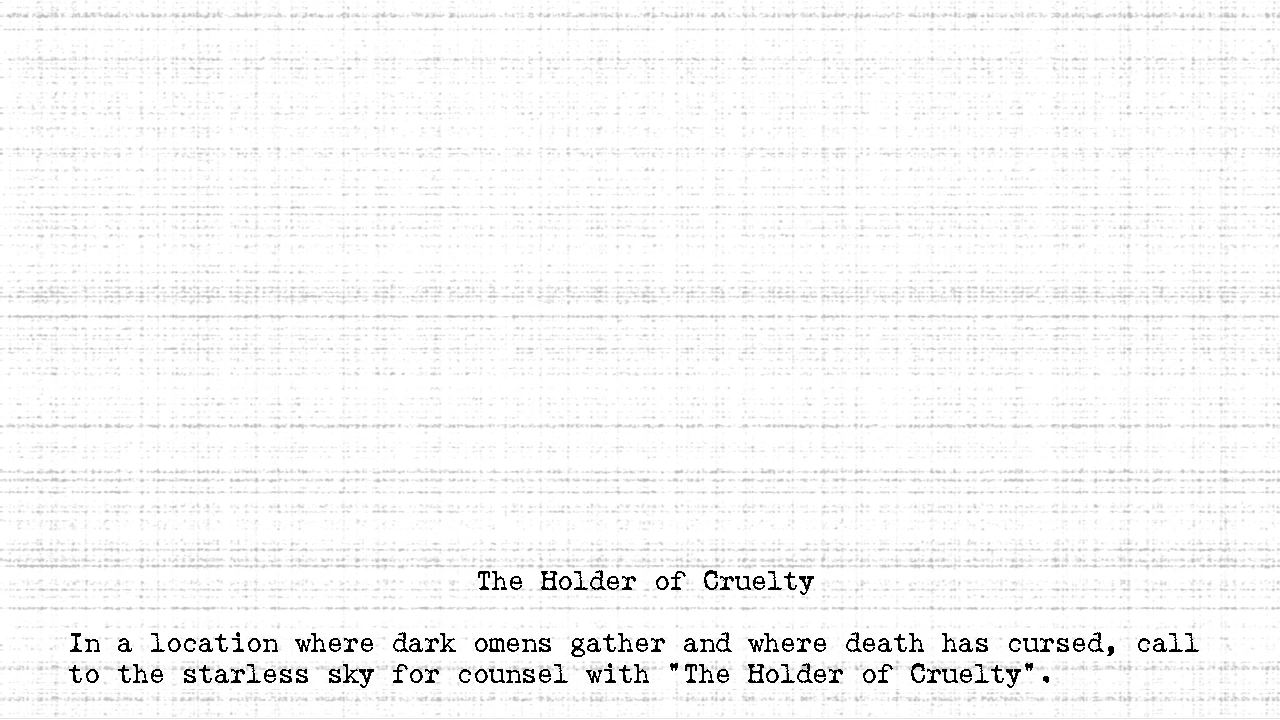 The Holder of Cruelty
In a location where dark omens gather and where death has cursed, call
to the starless sky for counsel with "The Holder of Cruelty".